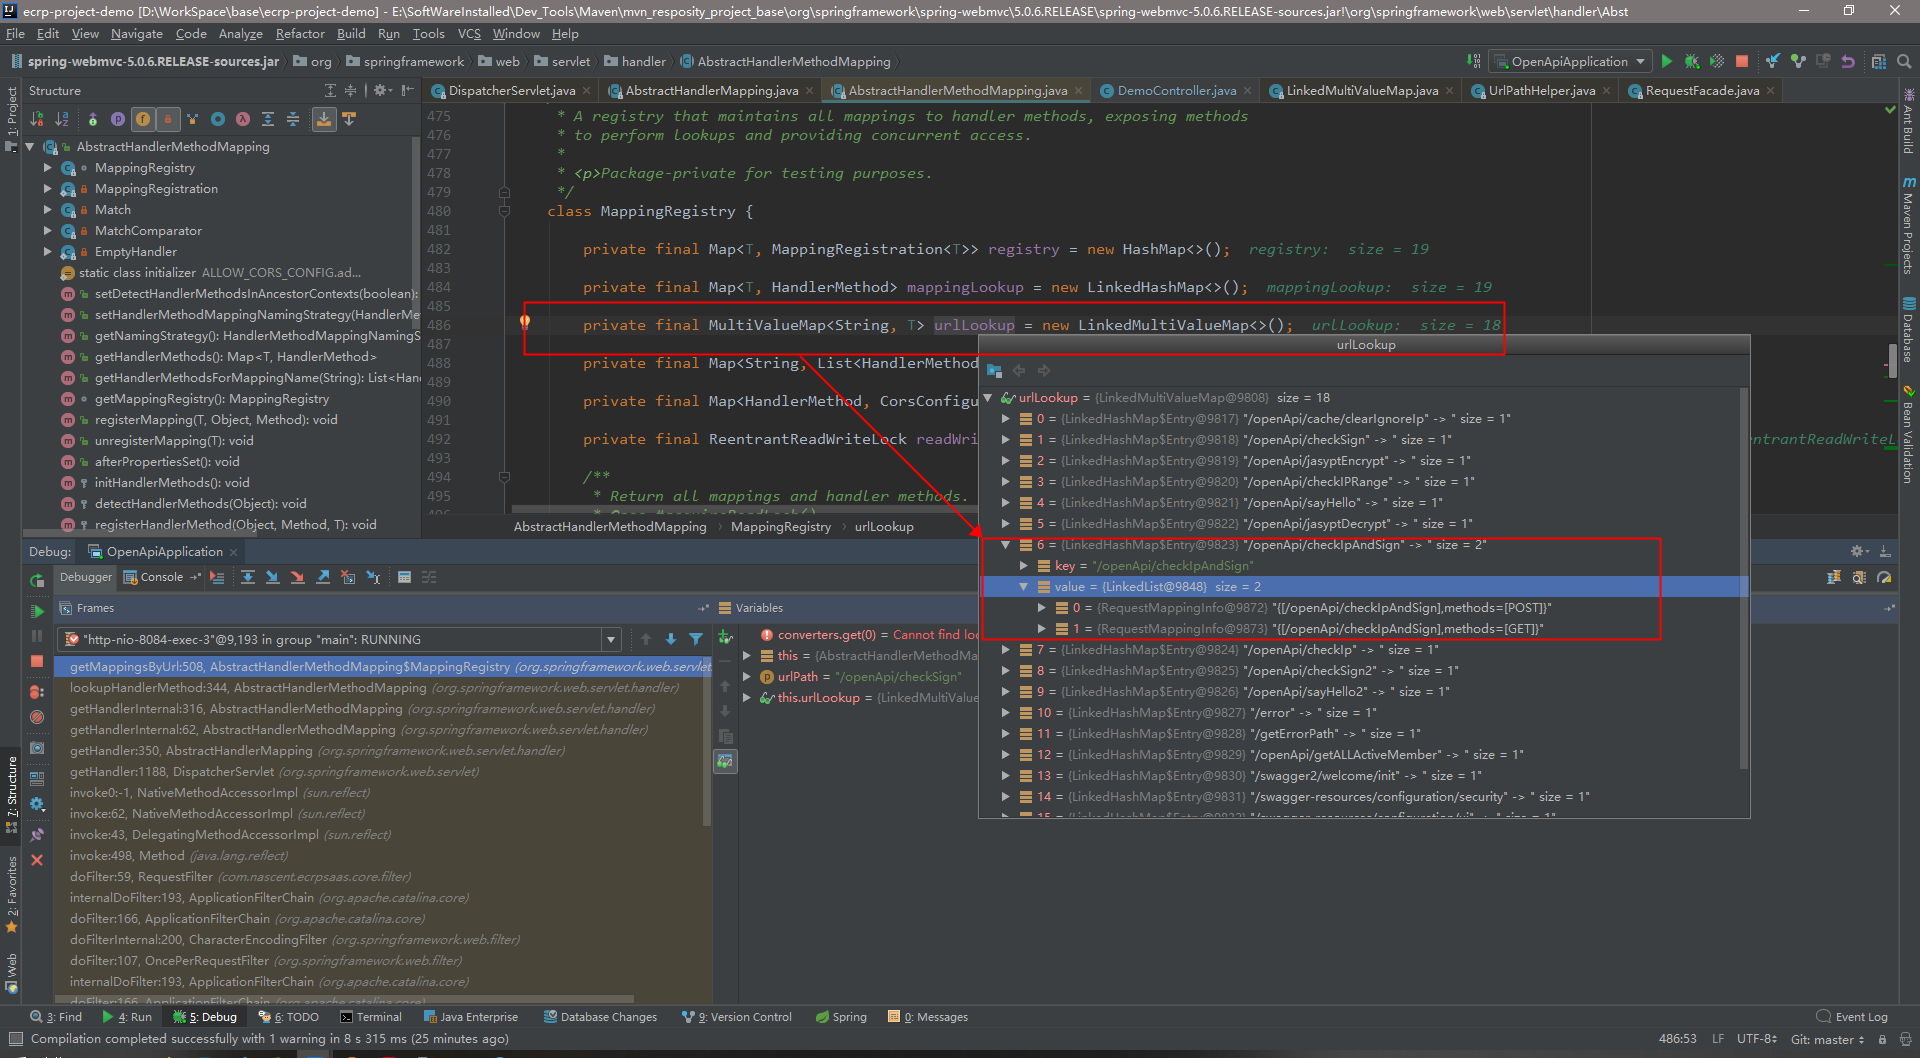 ecrp-project-demo [D:\WorkSpace\base\ecrp-project-demo] - E:\SoftWareInstalled\Dev_Tools\Maven\mvn_resposity_project_base\org\springframework\spring-webmvc\5.0.6.RELEASE\spring-webmvc-5.0.6.RELEASE-sources.jar!\org\springframework\web\servlet\handler\Abst
File Edit View Navigate Code Analyze Refactor Build Run Tools VCS Window Help
spring-webmvc-5.0.6.RELEASE-sources.jar org springframework web servlet handler AbstractHandlerMethodMapping OpenApiApplication
Structure
DispatcherServlet.java AbstractHandlerMapping.java AbstractHandlerMethodMapping.java DemoController.java LinkedMultiValueMap.java UrlPathHelper.java RequestFacade.java
1: Project
7: Structure
2: Favorites
Web
Ant Build
Maven Projects
Database
Bean Validation
AbstractHandlerMethodMapping
MappingRegistry
MappingRegistration
Match
MatchComparator
EmptyHandler
static class initializer ALLOW_CORS_CONFIG.ad...
setDetectHandlerMethodsInAncestorContexts(boolean):
setHandlerMethodMappingNamingStrategy(HandlerMe
getNamingStrategy(): HandlerMethodMappingNamingS
getHandlerMethods(): Map<T, HandlerMethod>
getHandlerMethodsForMappingName(String): List<Han
getMappingRegistry(): MappingRegistry
registerMapping(T, Object, Method): void
unregisterMapping(T): void
afterPropertiesSet(): void
initHandlerMethods(): void
detectHandlerMethods(Object): void
registerHandlerMethod(Object, Method, T): void
475 * A registry that maintains all mappings to handler methods, exposing methods
476 * to perform lookups and providing concurrent access.
477 *
478 * <p>Package-private for testing purposes.
479 */
480 class MappingRegistry {
481
482 private final Map<T, MappingRegistration<T>> registry = new HashMap<>(); registry: size = 19
483
484 private final Map<T, HandlerMethod> mappingLookup = new LinkedHashMap<>(); mappingLookup: size = 19
485
486 private final MultiValueMap<String, T> urlLookup = new LinkedMultiValueMap<>(); urlLookup: size = 18
487
488 private final Map<String, List<HandlerMethod
489
490 private final Map<HandlerMethod, CorsConfigu
491
492 private final ReentrantReadWriteLock readWri entrantReadWriteLo
493
494 /**
495 * Return all mappings and handler methods.
AbstractHandlerMethodMapping MappingRegistry urlLookup
urlLookup
urlLookup = {LinkedMultiValueMap@9808} size = 18
0 = {LinkedHashMap$Entry@9817} "/openApi/cache/clearIgnoreIp" -> " size = 1"
1 = {LinkedHashMap$Entry@9818} "/openApi/checkSign" -> " size = 1"
2 = {LinkedHashMap$Entry@9819} "/openApi/jasyptEncrypt" -> " size = 1"
3 = {LinkedHashMap$Entry@9820} "/openApi/checkIPRange" -> " size = 1"
4 = {LinkedHashMap$Entry@9821} "/openApi/sayHello" -> " size = 1"
5 = {LinkedHashMap$Entry@9822} "/openApi/jasyptDecrypt" -> " size = 1"
6 = {LinkedHashMap$Entry@9823} "/openApi/checkIpAndSign" -> " size = 2"
key = "/openApi/checkIpAndSign"
value = {LinkedList@9848} size = 2
0 = {RequestMappingInfo@9872} "{[/openApi/checkIpAndSign],methods=[POST]}"
1 = {RequestMappingInfo@9873} "{[/openApi/checkIpAndSign],methods=[GET]}"
7 = {LinkedHashMap$Entry@9824} "/openApi/checkIp" -> " size = 1"
8 = {LinkedHashMap$Entry@9825} "/openApi/checkSign2" -> " size = 1"
9 = {LinkedHashMap$Entry@9826} "/openApi/sayHello2" -> " size = 1"
10 = {LinkedHashMap$Entry@9827} "/error" -> " size = 1"
11 = {LinkedHashMap$Entry@9828} "/getErrorPath" -> " size = 1"
12 = {LinkedHashMap$Entry@9829} "/openApi/getALLActiveMember" -> " size = 1"
13 = {LinkedHashMap$Entry@9830} "/swagger2/welcome/init" -> " size = 1"
14 = {LinkedHashMap$Entry@9831} "/swagger-resources/configuration/security" -> " size = 1"
Debug: OpenApiApplication
Debugger Console
Frames
Variables
"http-nio-8084-exec-3"@9,193 in group "main": RUNNING
getMappingsByUrl:508, AbstractHandlerMethodMapping$MappingRegistry (org.springframework.web.servlet
lookupHandlerMethod:344, AbstractHandlerMethodMapping (org.springframework.web.servlet.handler)
getHandlerInternal:316, AbstractHandlerMethodMapping (org.springframework.web.servlet.handler)
getHandlerInternal:62, AbstractHandlerMethodMapping (org.springframework.web.servlet.handler)
getHandler:350, AbstractHandlerMapping (org.springframework.web.servlet.handler)
getHandler:1188, DispatcherServlet (org.springframework.web.servlet)
invoke0:-1, NativeMethodAccessorImpl (sun.reflect)
invoke:62, NativeMethodAccessorImpl (sun.reflect)
invoke:43, DelegatingMethodAccessorImpl (sun.reflect)
invoke:498, Method (java.lang.reflect)
doFilter:59, RequestFilter (com.nascent.ecrpsaas.core.filter)
internalDoFilter:193, ApplicationFilterChain (org.apache.catalina.core)
doFilter:166, ApplicationFilterChain (org.apache.catalina.core)
doFilterInternal:200, CharacterEncodingFilter (org.springframework.web.filter)
doFilter:107, OncePerRequestFilter (org.springframework.web.filter)
internalDoFilter:193, ApplicationFilterChain (org.apache.catalina.core)
doFilter:166, ApplicationFilterChain (org.apache.catalina.core)
converters.get(0) = Cannot find loc
this = {AbstractHandlerMethodMa
urlPath = "/openApi/checkSign"
this.urlLookup = {LinkedMultiValue
3: Find 4: Run 5: Debug 6: TODO Terminal Java Enterprise Database Changes 9: Version Control Spring 0: Messages Event Log
Compilation completed successfully with 1 warning in 8 s 315 ms (25 minutes ago) 486:53 LF UTF-8 Git: master